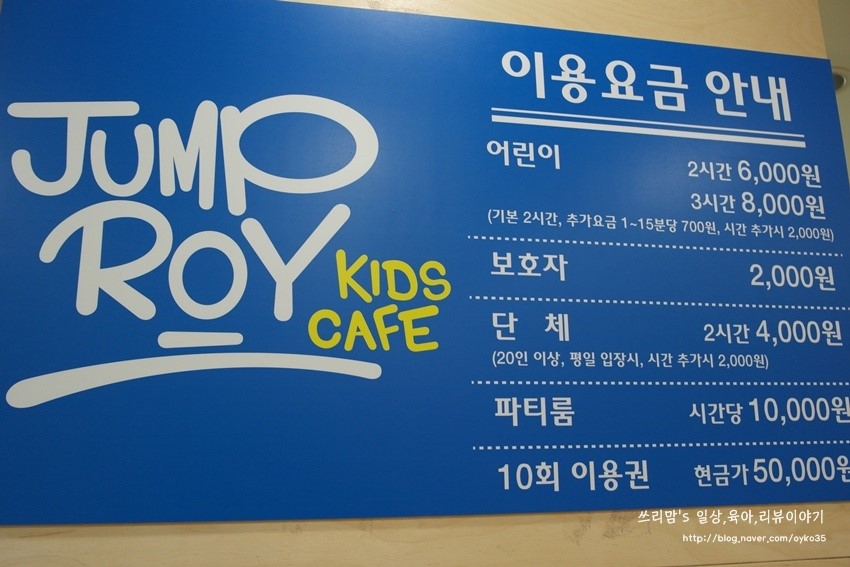 JUMP
ROY
KIDS
CAFE
이용요금 안내
어린이 2시간 6,000원
3시간 8,000원
(기본 2시간, 추가요금 1~15분당 700원, 시간 추가시 2,000원)
보호자 2,000원
단 체 2시간 4,000원
(20인 이상, 평일 입장시, 시간 추가시 2,000원)
파티룸 시간당 10,000원
10회 이용권 현금가 50,000원
쓰리맘's 일상,육아,리뷰이야기
http://blog.naver.com/oyko35